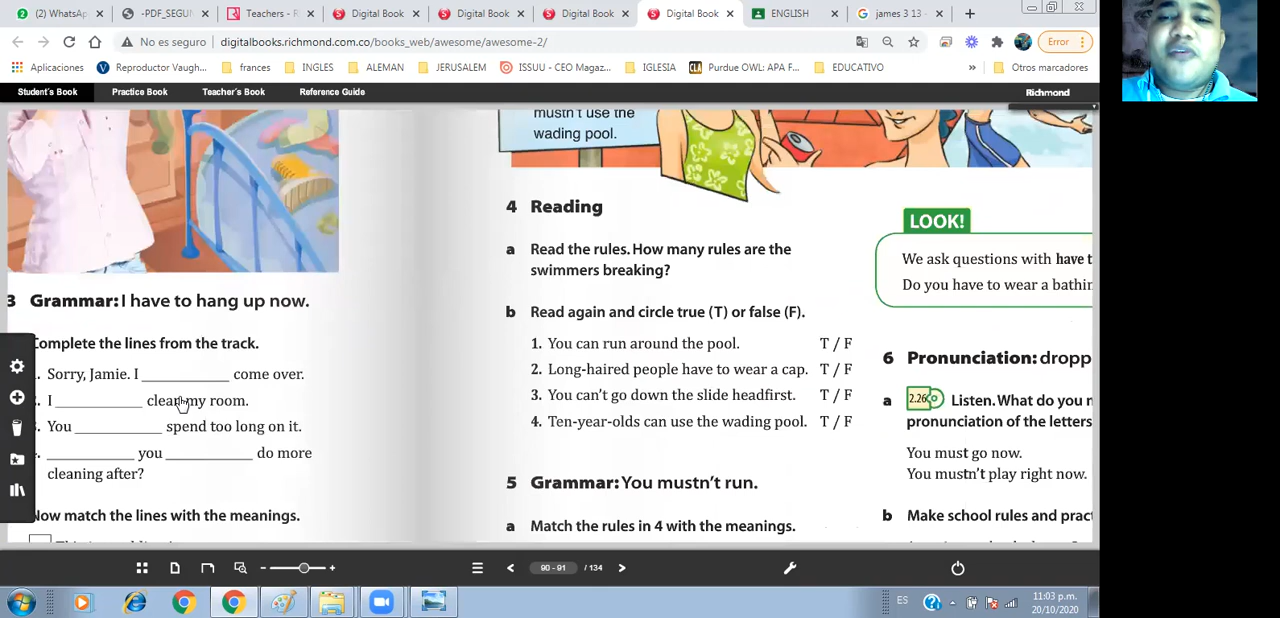 (2) WhatsAp
-PDF_SEGUN
Teachers - R
Digital Book
Digital Book
Digital Book
Digital Book
ENGLISH
james 3 13 -
No es seguro | digitalbooks.richmond.com.co/books_web/awesome/awesome-2/
Error
Aplicaciones
Reproductor Vaugh...
frances
INGLES
ALEMAN
JERUSALEM
ISSUU - CEO Magaz...
IGLESIA
Purdue OWL: APA F...
EDUCATIVO
»
Otros marcadores
Student's Book
Practice Book
Teacher's Book
Reference Guide
Richmond
mustn't use the
wading pool.
3 Grammar: I have to hang up now.
Complete the lines from the track.
Sorry, Jamie. I __________ come over.
I __________ clean my room.
You __________ spend too long on it.
__________ you __________ do more
cleaning after?
Now match the lines with the meanings.
4 Reading
a Read the rules. How many rules are the
swimmers breaking?
b Read again and circle true (T) or false (F).
1. You can run around the pool. T / F
2. Long-haired people have to wear a cap. T / F
3. You can't go down the slide headfirst. T / F
4. Ten-year-olds can use the wading pool. T / F
5 Grammar: You mustn't run.
a Match the rules in 4 with the meanings.
LOOK!
We ask questions with have t
Do you have to wear a bathin
6 Pronunciation: dropp
a 2.26 Listen. What do you n
pronunciation of the letters
You must go now.
You mustn't play right now.
b Make school rules and pract
90 - 91 / 134
ES
11:03 p.m.
20/10/2020